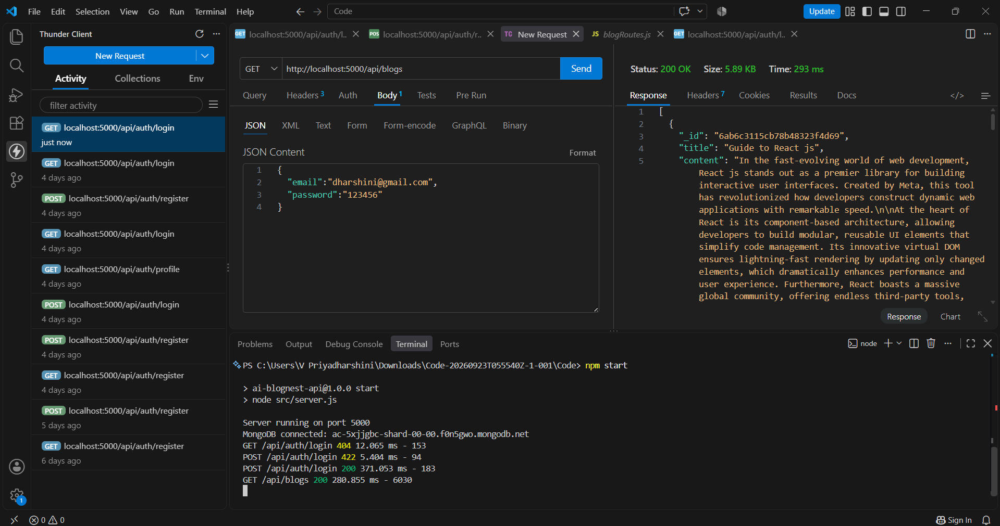 File Edit Selection View Go Run Terminal Help
Code
Update
Thunder Client
New Request
Activity Collections Env
filter activity
GET localhost:5000/api/auth/login
just now
GET localhost:5000/api/auth/login
4 days ago
POST localhost:5000/api/auth/register
4 days ago
GET localhost:5000/api/auth/login
4 days ago
GET localhost:5000/api/auth/profile
4 days ago
POST localhost:5000/api/auth/login
4 days ago
POST localhost:5000/api/auth/register
4 days ago
GET localhost:5000/api/auth/register
4 days ago
POST localhost:5000/api/auth/register
5 days ago
GET localhost:5000/api/auth/register
6 days ago
1
GET localhost:5000/api/auth/l..
POS localhost:5000/api/auth/r..
TC New Request
JS blogRoutes.js
GET localhost:5000/api/auth/l..
GET http://localhost:5000/api/blogs Send
Query Headers 3 Auth Body 1 Tests Pre Run
JSON XML Text Form Form-encode GraphQL Binary
JSON Content Format
1 {
2 "email":"dharshini@gmail.com",
3 "password":"123456"
4 }
Status: 200 OK Size: 5.89 KB Time: 293 ms
Response Headers 7 Cookies Results Docs </>
1 [
2 {
3 "_id": "6ab6c3115cb78b48323f4d69",
4 "title": "Guide to React js",
5 "content": "In the fast-evolving world of web development,
React js stands out as a premier library for building
interactive user interfaces. Created by Meta, this tool
has revolutionized how developers construct dynamic web
applications with remarkable speed.\n\nAt the heart of
React is its component-based architecture, allowing
developers to build modular, reusable UI elements that
simplify code management. Its innovative virtual DOM
ensures lightning-fast rendering by updating only changed
elements, which dramatically enhances performance and
user experience. Furthermore, React boasts a massive
global community, offering endless third-party tools,
Response Chart
Problems Output Debug Console Terminal Ports
node
PS C:\Users\V Priyadharshini\Downloads\Code-20260923T055540Z-1-001\Code> npm start
> ai-blognest-api@1.0.0 start
> node src/server.js
Server running on port 5000
MongoDB connected: ac-5xjjgbc-shard-00-00.f0n5gwo.mongodb.net
GET /api/auth/login 404 12.065 ms - 153
POST /api/auth/login 422 5.404 ms - 94
POST /api/auth/login 200 371.053 ms - 183
GET /api/blogs 200 280.855 ms - 6030
0 0
Sign In